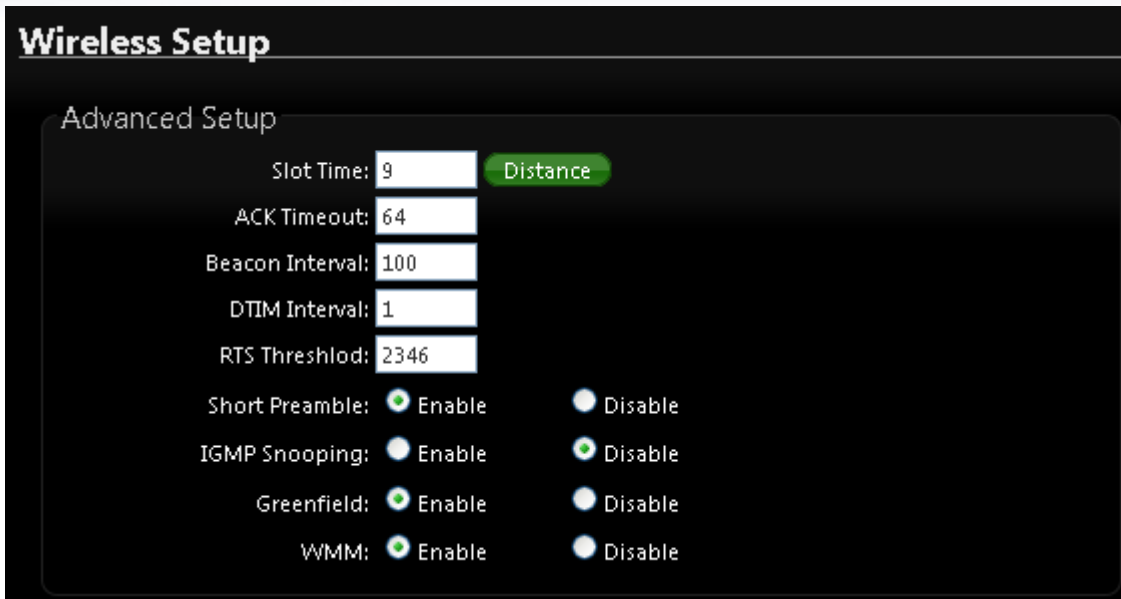 Wireless Setup
Advanced Setup
Slot Time: 9 Distance
ACK Timeout: 64
Beacon Interval: 100
DTIM Interval: 1
RTS Threshlod: 2346
Short Preamble: Enable Disable
IGMP Snooping: Enable Disable
Greenfield: Enable Disable
WMM: Enable Disable